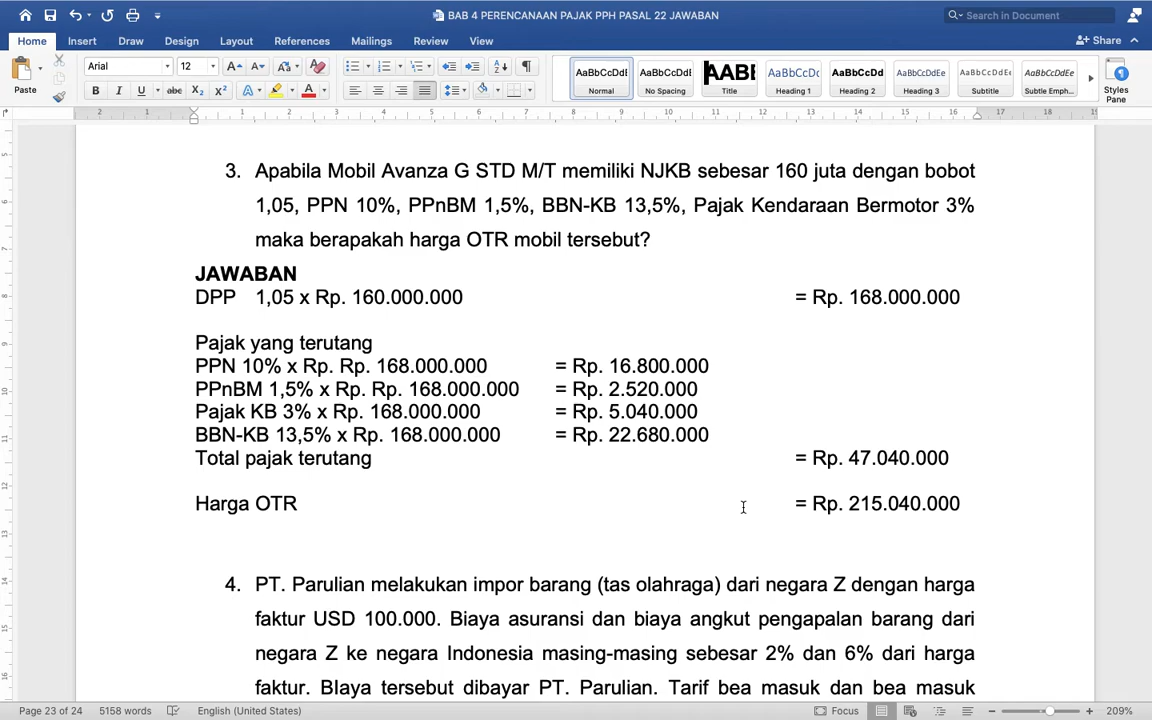 BAB 4 PERENCANAAN PAJAK PPH PASAL 22 JAWABAN
Search in Document
Home Insert Draw Design Layout References Mailings Review View
Share
Paste
Arial 12
AaBbCcDdEe AaBbCcDdEe AABI AaBbCcDc AaBbCcDd AaBbCcDdEe AaBbCcDdEe AaBbCcDdEe
Normal No Spacing Title Heading 1 Heading 2 Heading 3 Subtitle Subtle Emph...
Styles
Pane
3. Apabila Mobil Avanza G STD M/T memiliki NJKB sebesar 160 juta dengan bobot
1,05, PPN 10%, PPnBM 1,5%, BBN-KB 13,5%, Pajak Kendaraan Bermotor 3%
maka berapakah harga OTR mobil tersebut?
JAWABAN
DPP 1,05 x Rp. 160.000.000 = Rp. 168.000.000
Pajak yang terutang
PPN 10% x Rp. Rp. 168.000.000 = Rp. 16.800.000
PPnBM 1,5% x Rp. Rp. 168.000.000 = Rp. 2.520.000
Pajak KB 3% x Rp. 168.000.000 = Rp. 5.040.000
BBN-KB 13,5% x Rp. 168.000.000 = Rp. 22.680.000
Total pajak terutang = Rp. 47.040.000
Harga OTR = Rp. 215.040.000
4. PT. Parulian melakukan impor barang (tas olahraga) dari negara Z dengan harga
faktur USD 100.000. Biaya asuransi dan biaya angkut pengapalan barang dari
negara Z ke negara Indonesia masing-masing sebesar 2% dan 6% dari harga
faktur. BIaya tersebut dibayar PT. Parulian. Tarif bea masuk dan bea masuk
Page 23 of 24 5158 words English (United States) Focus 209%